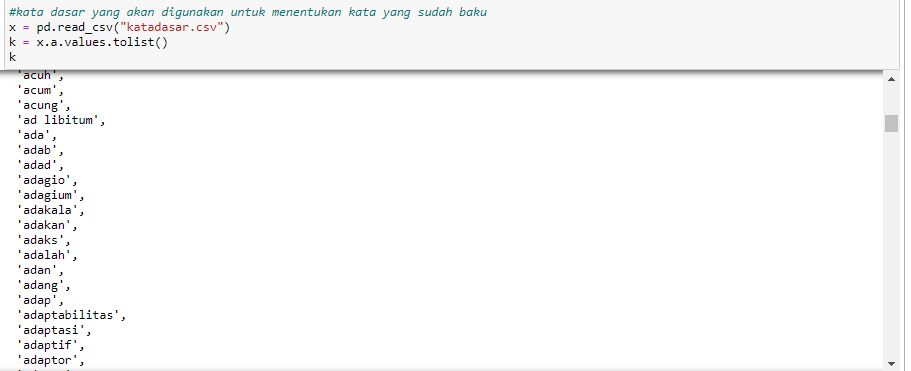 #kata dasar yang akan digunakan untuk menentukan kata yang sudah baku
x = pd.read_csv("katadasar.csv")
k = x.a.values.tolist()
k
'acuh',
'acum',
'acung',
'ad libitum',
'ada',
'adab',
'adad',
'adagio',
'adagium',
'adakala',
'adakan',
'adaks',
'adalah',
'adan',
'adang',
'adap',
'adaptabilitas',
'adaptasi',
'adaptif',
'adaptor',